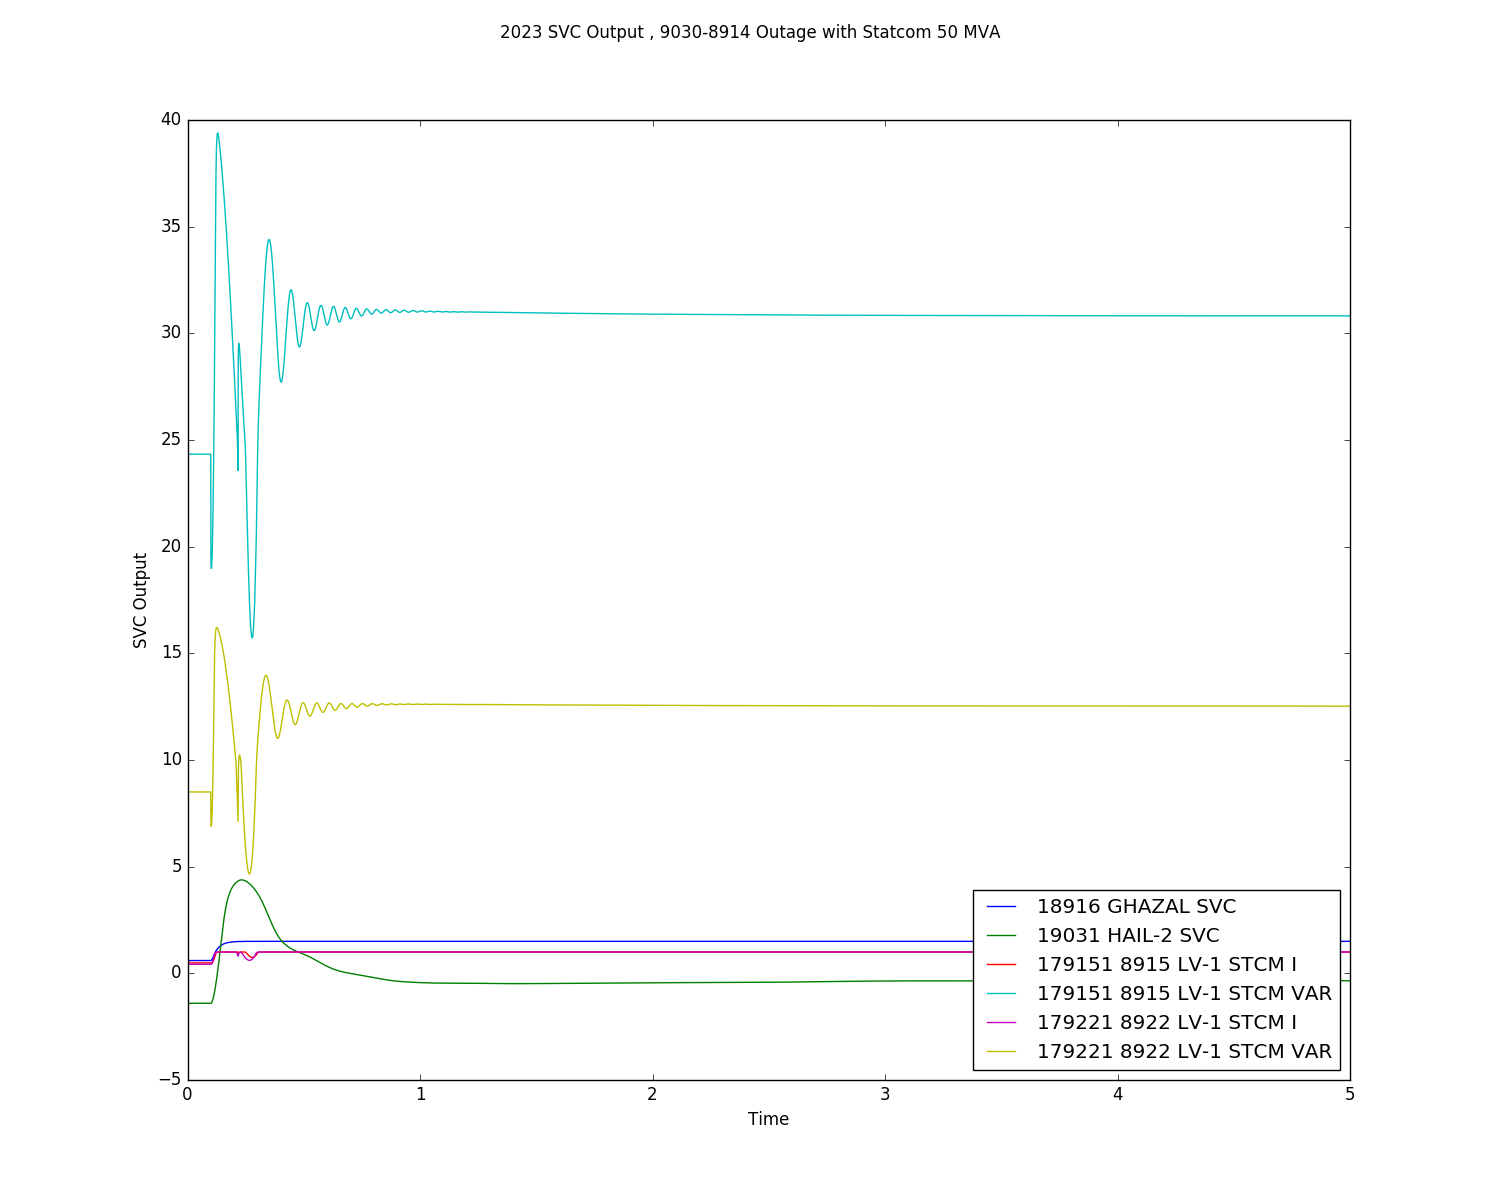 2023 SVC Output , 9030-8914 Outage with Statcom 50 MVA
40
35
30
25
20
15
10
5
0
−5
SVC Output
0 1 2 3 4 5
Time
18916 GHAZAL SVC
19031 HAIL-2 SVC
179151 8915 LV-1 STCM I
179151 8915 LV-1 STCM VAR
179221 8922 LV-1 STCM I
179221 8922 LV-1 STCM VAR